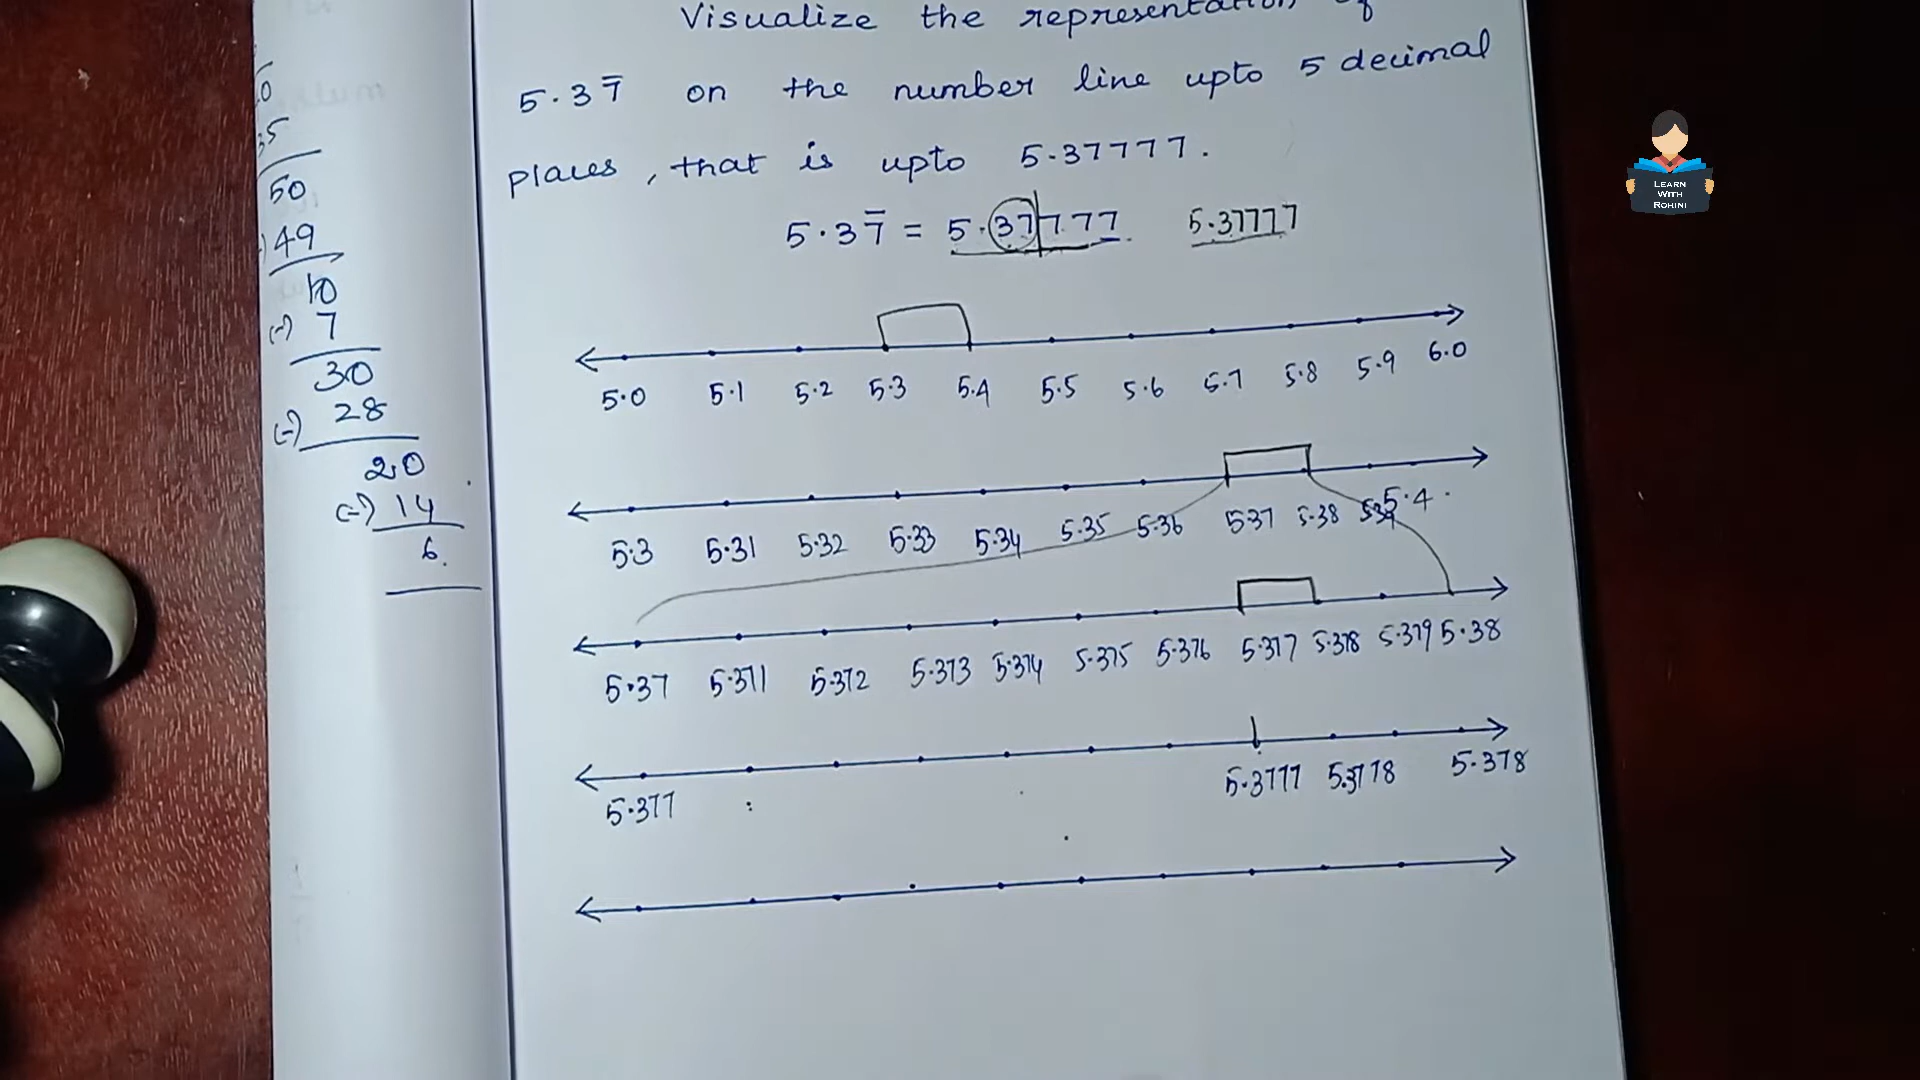 Visualize the representation of
5.37̅ on the number line upto 5 decimal
places, that is upto 5.37777.
5.37̅ = 5.37777 5.37777
5.0 5.1 5.2 5.3 5.4 5.5 5.6 5.7 5.8 5.9 6.0
5.3 5.31 5.32 5.33 5.34 5.35 5.36 5.37 5.38 5.39 5.4
5.37 5.371 5.372 5.373 5.374 5.375 5.376 5.377 5.378 5.379 5.38
5.377 5.3777 5.3778 5.378
50
49
10
(-) 7
30
(-) 28
20
(-) 14
6
LEARN
WITH
ROHINI